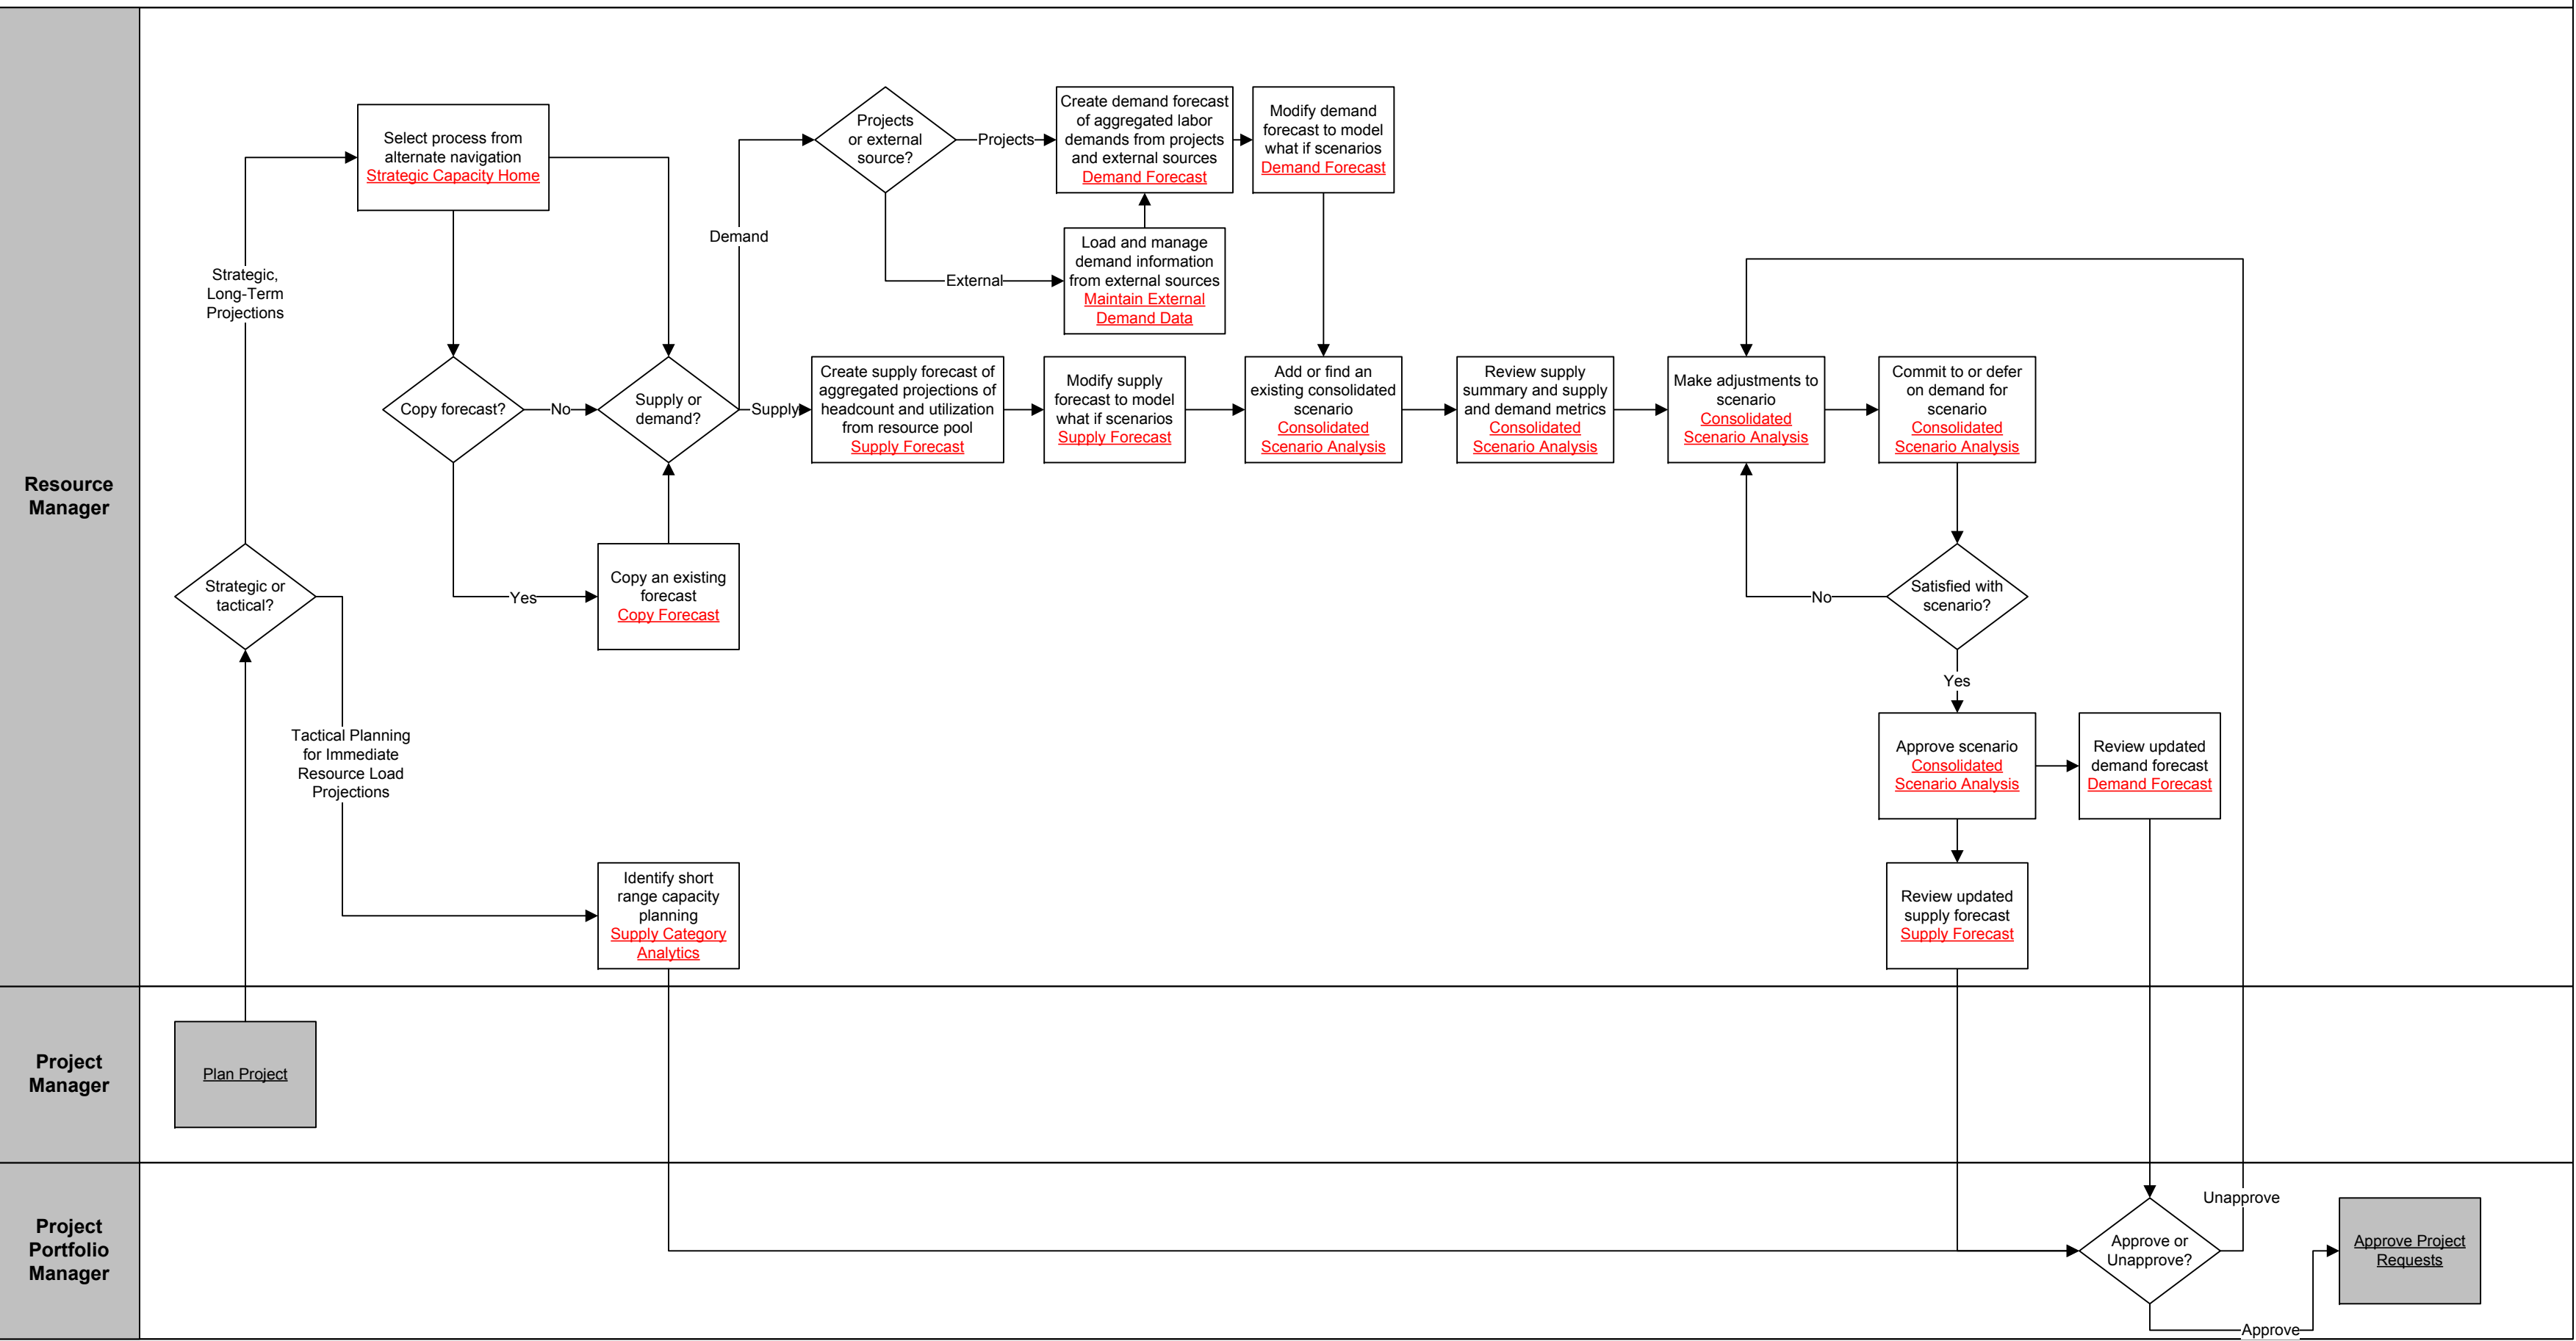 Resource
Manager
Strategic or
tactical?
Strategic,
Long-Term
Projections
Select process from
alternate navigation
Strategic Capacity Home
Copy forecast?
No
Yes
Copy an existing
forecast
Copy Forecast
Supply or
demand?
Demand
Projects
or external
source?
Projects
External
Create demand forecast
of aggregated labor
demands from projects
and external sources
Demand Forecast
Load and manage
demand information
from external sources
Maintain External
Demand Data
Modify demand
forecast to model
what if scenarios
Demand Forecast
Supply
Create supply forecast of
aggregated projections of
headcount and utilization
from resource pool
Supply Forecast
Modify supply
forecast to model
what if scenarios
Supply Forecast
Add or find an
existing consolidated
scenario
Consolidated
Scenario Analysis
Review supply
summary and supply
and demand metrics
Consolidated
Scenario Analysis
Make adjustments to
scenario
Consolidated
Scenario Analysis
Commit to or defer
on demand for
scenario
Consolidated
Scenario Analysis
Satisfied with
scenario?
No
Yes
Approve scenario
Consolidated
Scenario Analysis
Review updated
demand forecast
Demand Forecast
Review updated
supply forecast
Supply Forecast
Tactical Planning
for Immediate
Resource Load
Projections
Identify short
range capacity
planning
Supply Category
Analytics
Project
Manager
Plan Project
Project
Portfolio
Manager
Approve or
Unapprove?
Unapprove
Approve
Approve Project
Requests